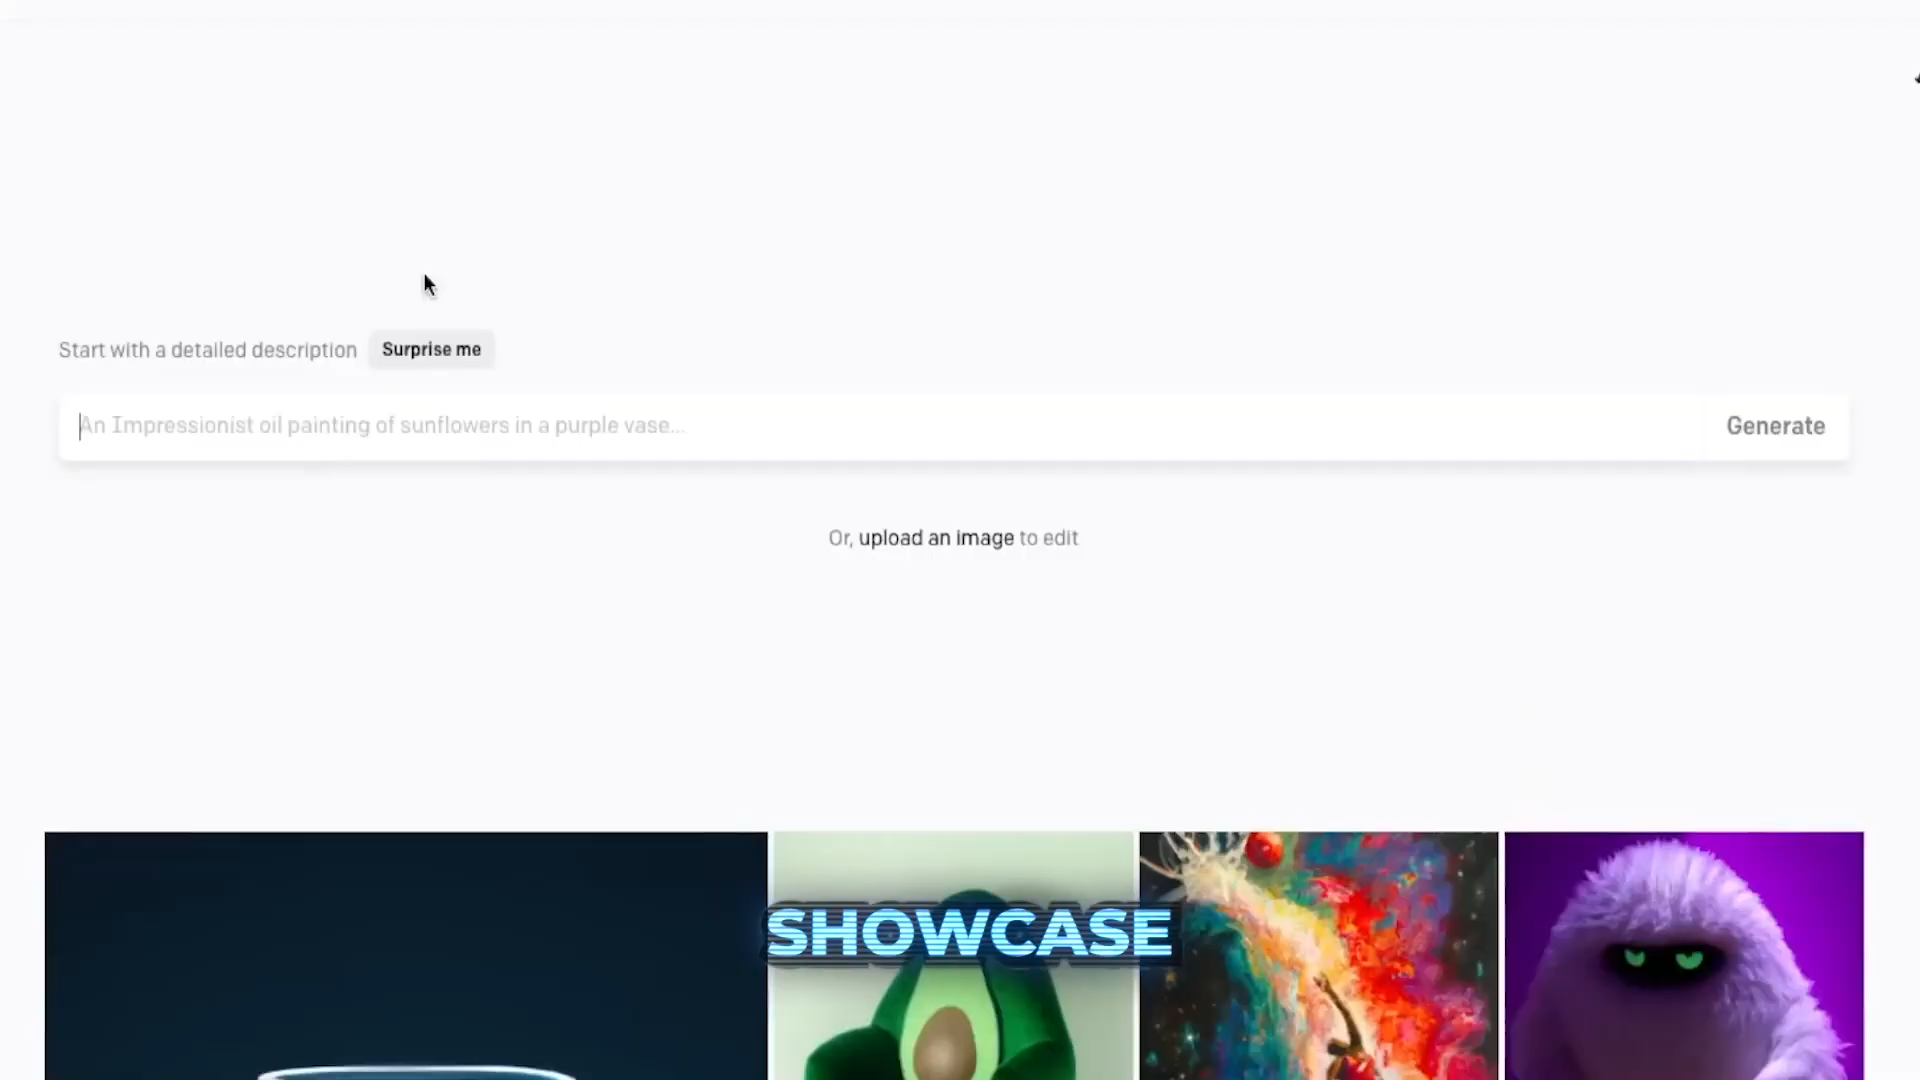 Start with a detailed description Surprise me
An Impressionist oil painting of sunflowers in a purple vase... Generate
Or, upload an image to edit
SHOWCASE